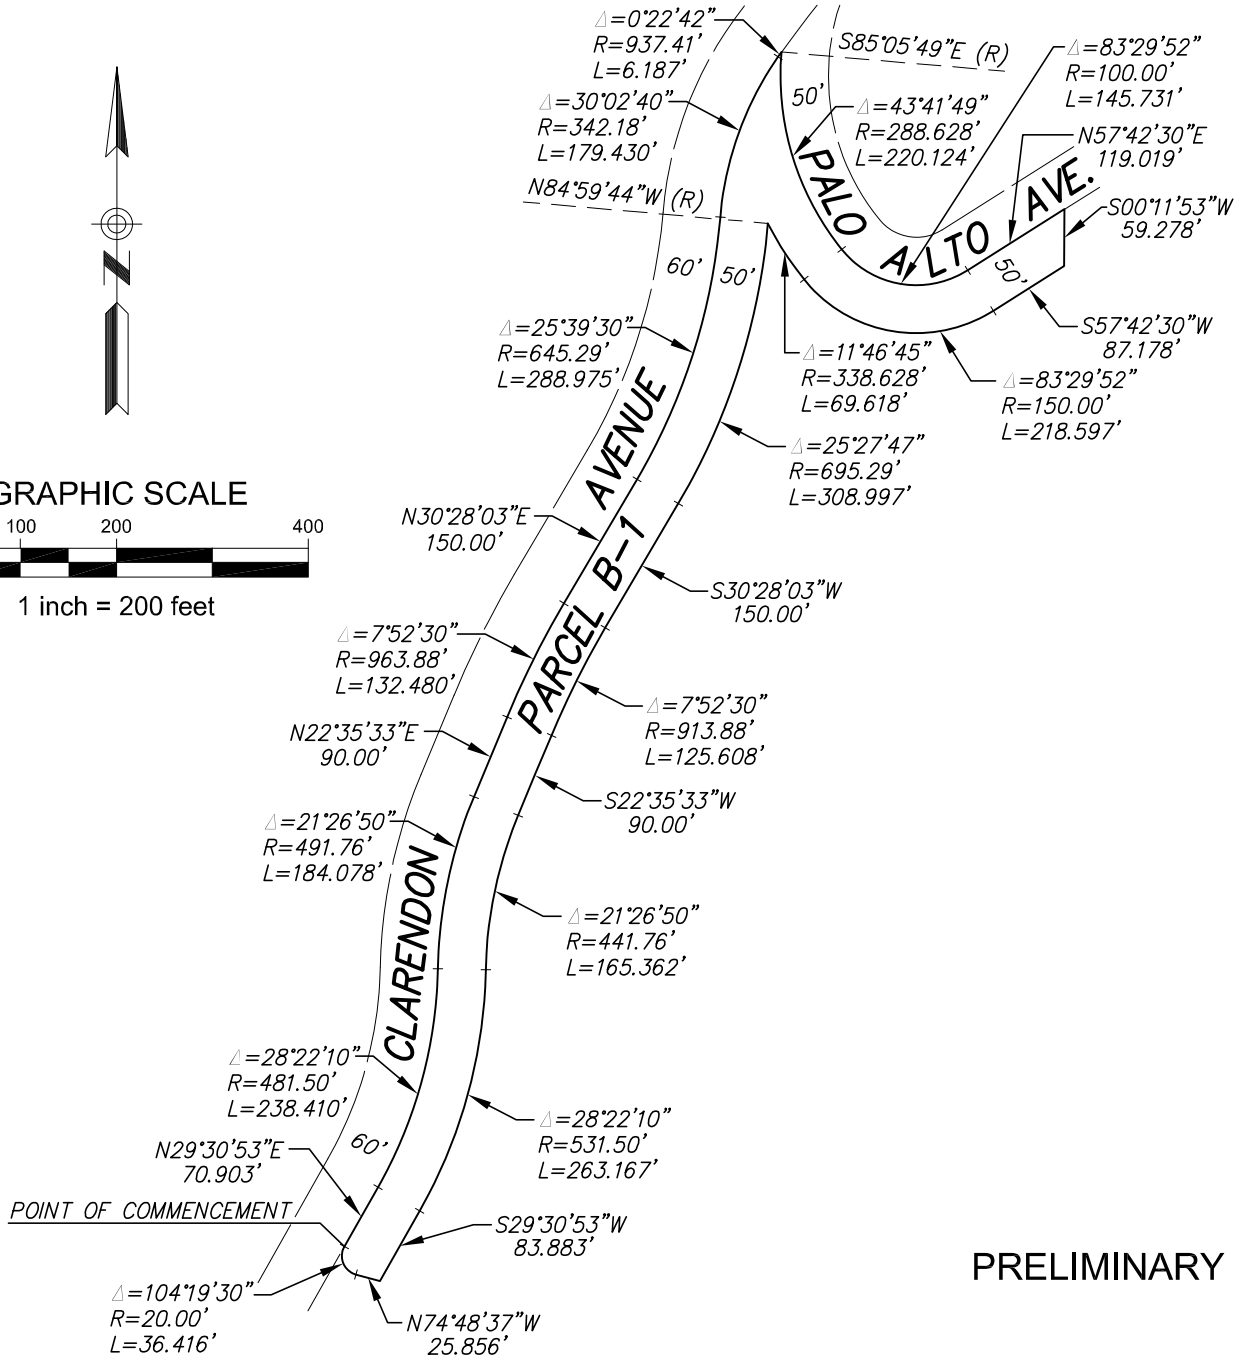 Δ=0°22'42"
R=937.41'
L=6.187'
S85°05'49"E (R)
Δ=83°29'52"
R=100.00'
L=145.731'
Δ=30°02'40"
R=342.18'
L=179.430'
50'
Δ=43°41'49"
R=288.628'
L=220.124'
N57°42'30"E
119.019'
N84°59'44"W (R)
PALO ALTO AVE.
S00°11'53"W
59.278'
N
60'
50'
50'
Δ=25°39'30"
R=645.29'
L=288.975'
S57°42'30"W
87.178'
Δ=11°46'45"
R=338.628'
L=69.618'
Δ=83°29'52"
R=150.00'
L=218.597'
Δ=25°27'47"
R=695.29'
L=308.997'
GRAPHIC SCALE
100 200 400
1 inch = 200 feet
N30°28'03"E
150.00'
CLARENDON AVENUE
PARCEL B-1
S30°28'03"W
150.00'
Δ=7°52'30"
R=963.88'
L=132.480'
Δ=7°52'30"
R=913.88'
L=125.608'
N22°35'33"E
90.00'
S22°35'33"W
90.00'
Δ=21°26'50"
R=491.76'
L=184.078'
Δ=21°26'50"
R=441.76'
L=165.362'
Δ=28°22'10"
R=481.50'
L=238.410'
Δ=28°22'10"
R=531.50'
L=263.167'
60'
N29°30'53"E
70.903'
POINT OF COMMENCEMENT
S29°30'53"W
83.883'
PRELIMINARY
Δ=104°19'30"
R=20.00'
L=36.416'
N74°48'37"W
25.856'